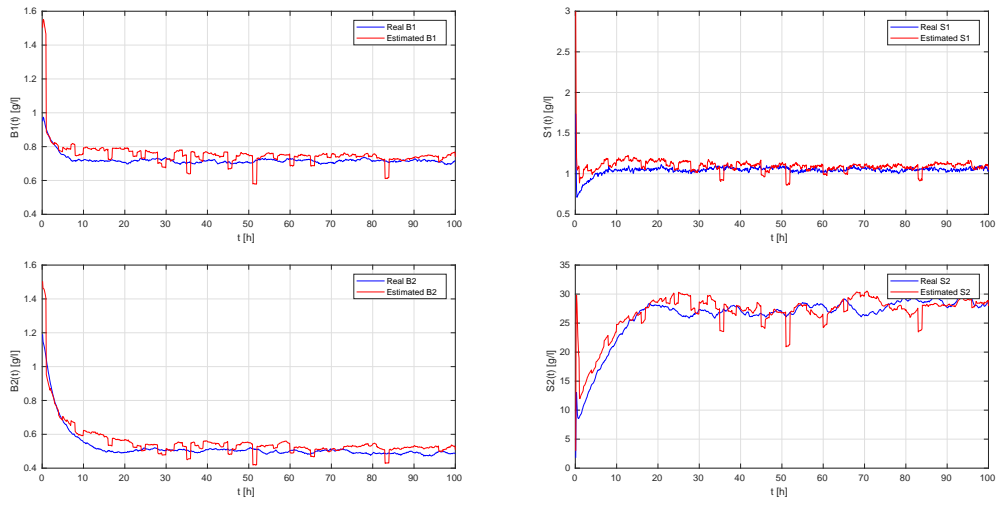 1.6
1.4
1.2
1
0.8
0.6
0.4
B1(t) [g/l]
Real B1
Estimated B1
0 10 20 30 40 50 60 70 80 90 100
t [h]
3
2.5
2
1.5
1
0.5
S1(t) [g/l]
Real S1
Estimated S1
0 10 20 30 40 50 60 70 80 90 100
t [h]
1.6
1.4
1.2
1
0.8
0.6
0.4
B2(t) [g/l]
Real B2
Estimated B2
0 10 20 30 40 50 60 70 80 90 100
t [h]
35
30
25
20
15
10
5
0
S2(t) [g/l]
Real S2
Estimated S2
0 10 20 30 40 50 60 70 80 90 100
t [h]